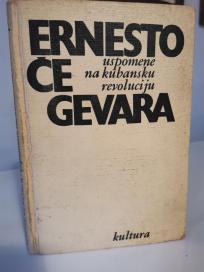 ERNESTO
ČE
uspomene
na kubansku
GEVARA
revoluciju
kultura